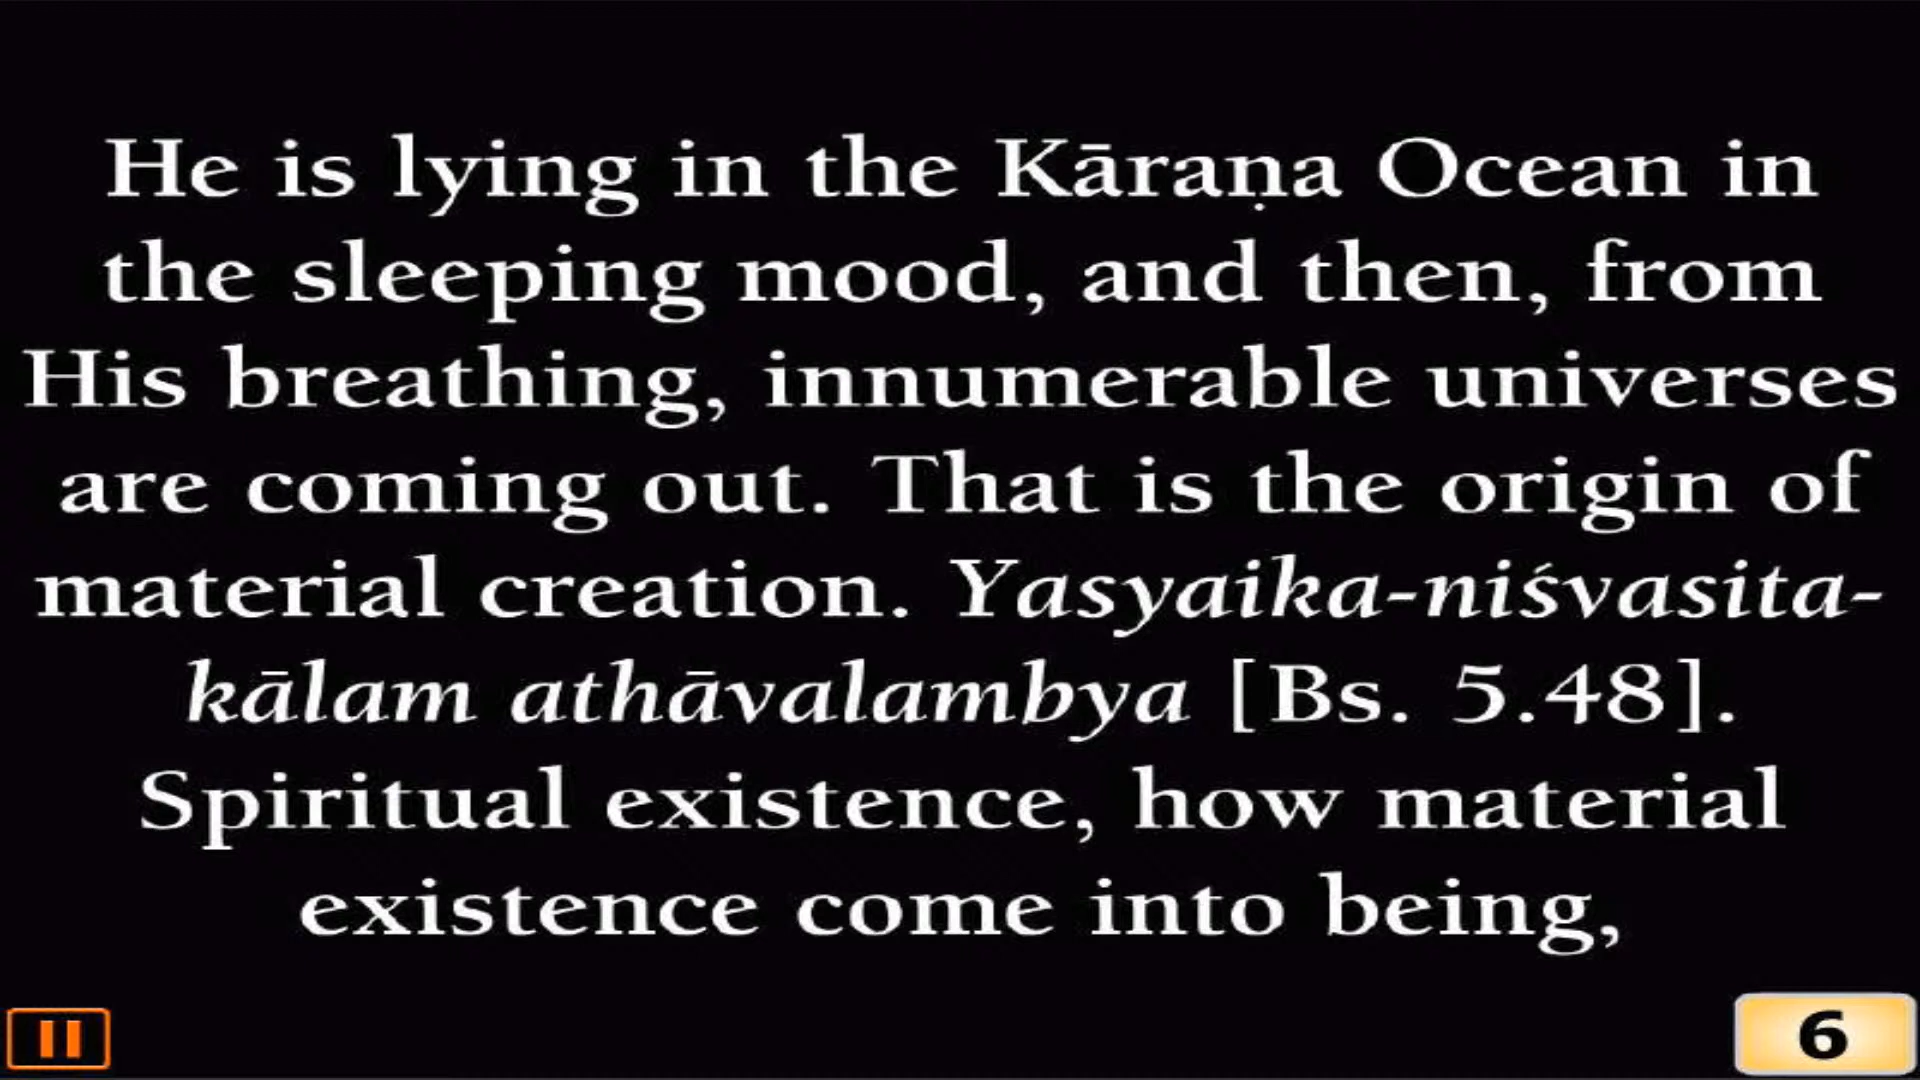 He is lying in the Kāraṇa Ocean in
the sleeping mood, and then, from
His breathing, innumerable universes
are coming out. That is the origin of
material creation. Yasyaika-niśvasita-
kālam athāvalambya [Bs. 5.48].
Spiritual existence, how material
existence come into being,
6